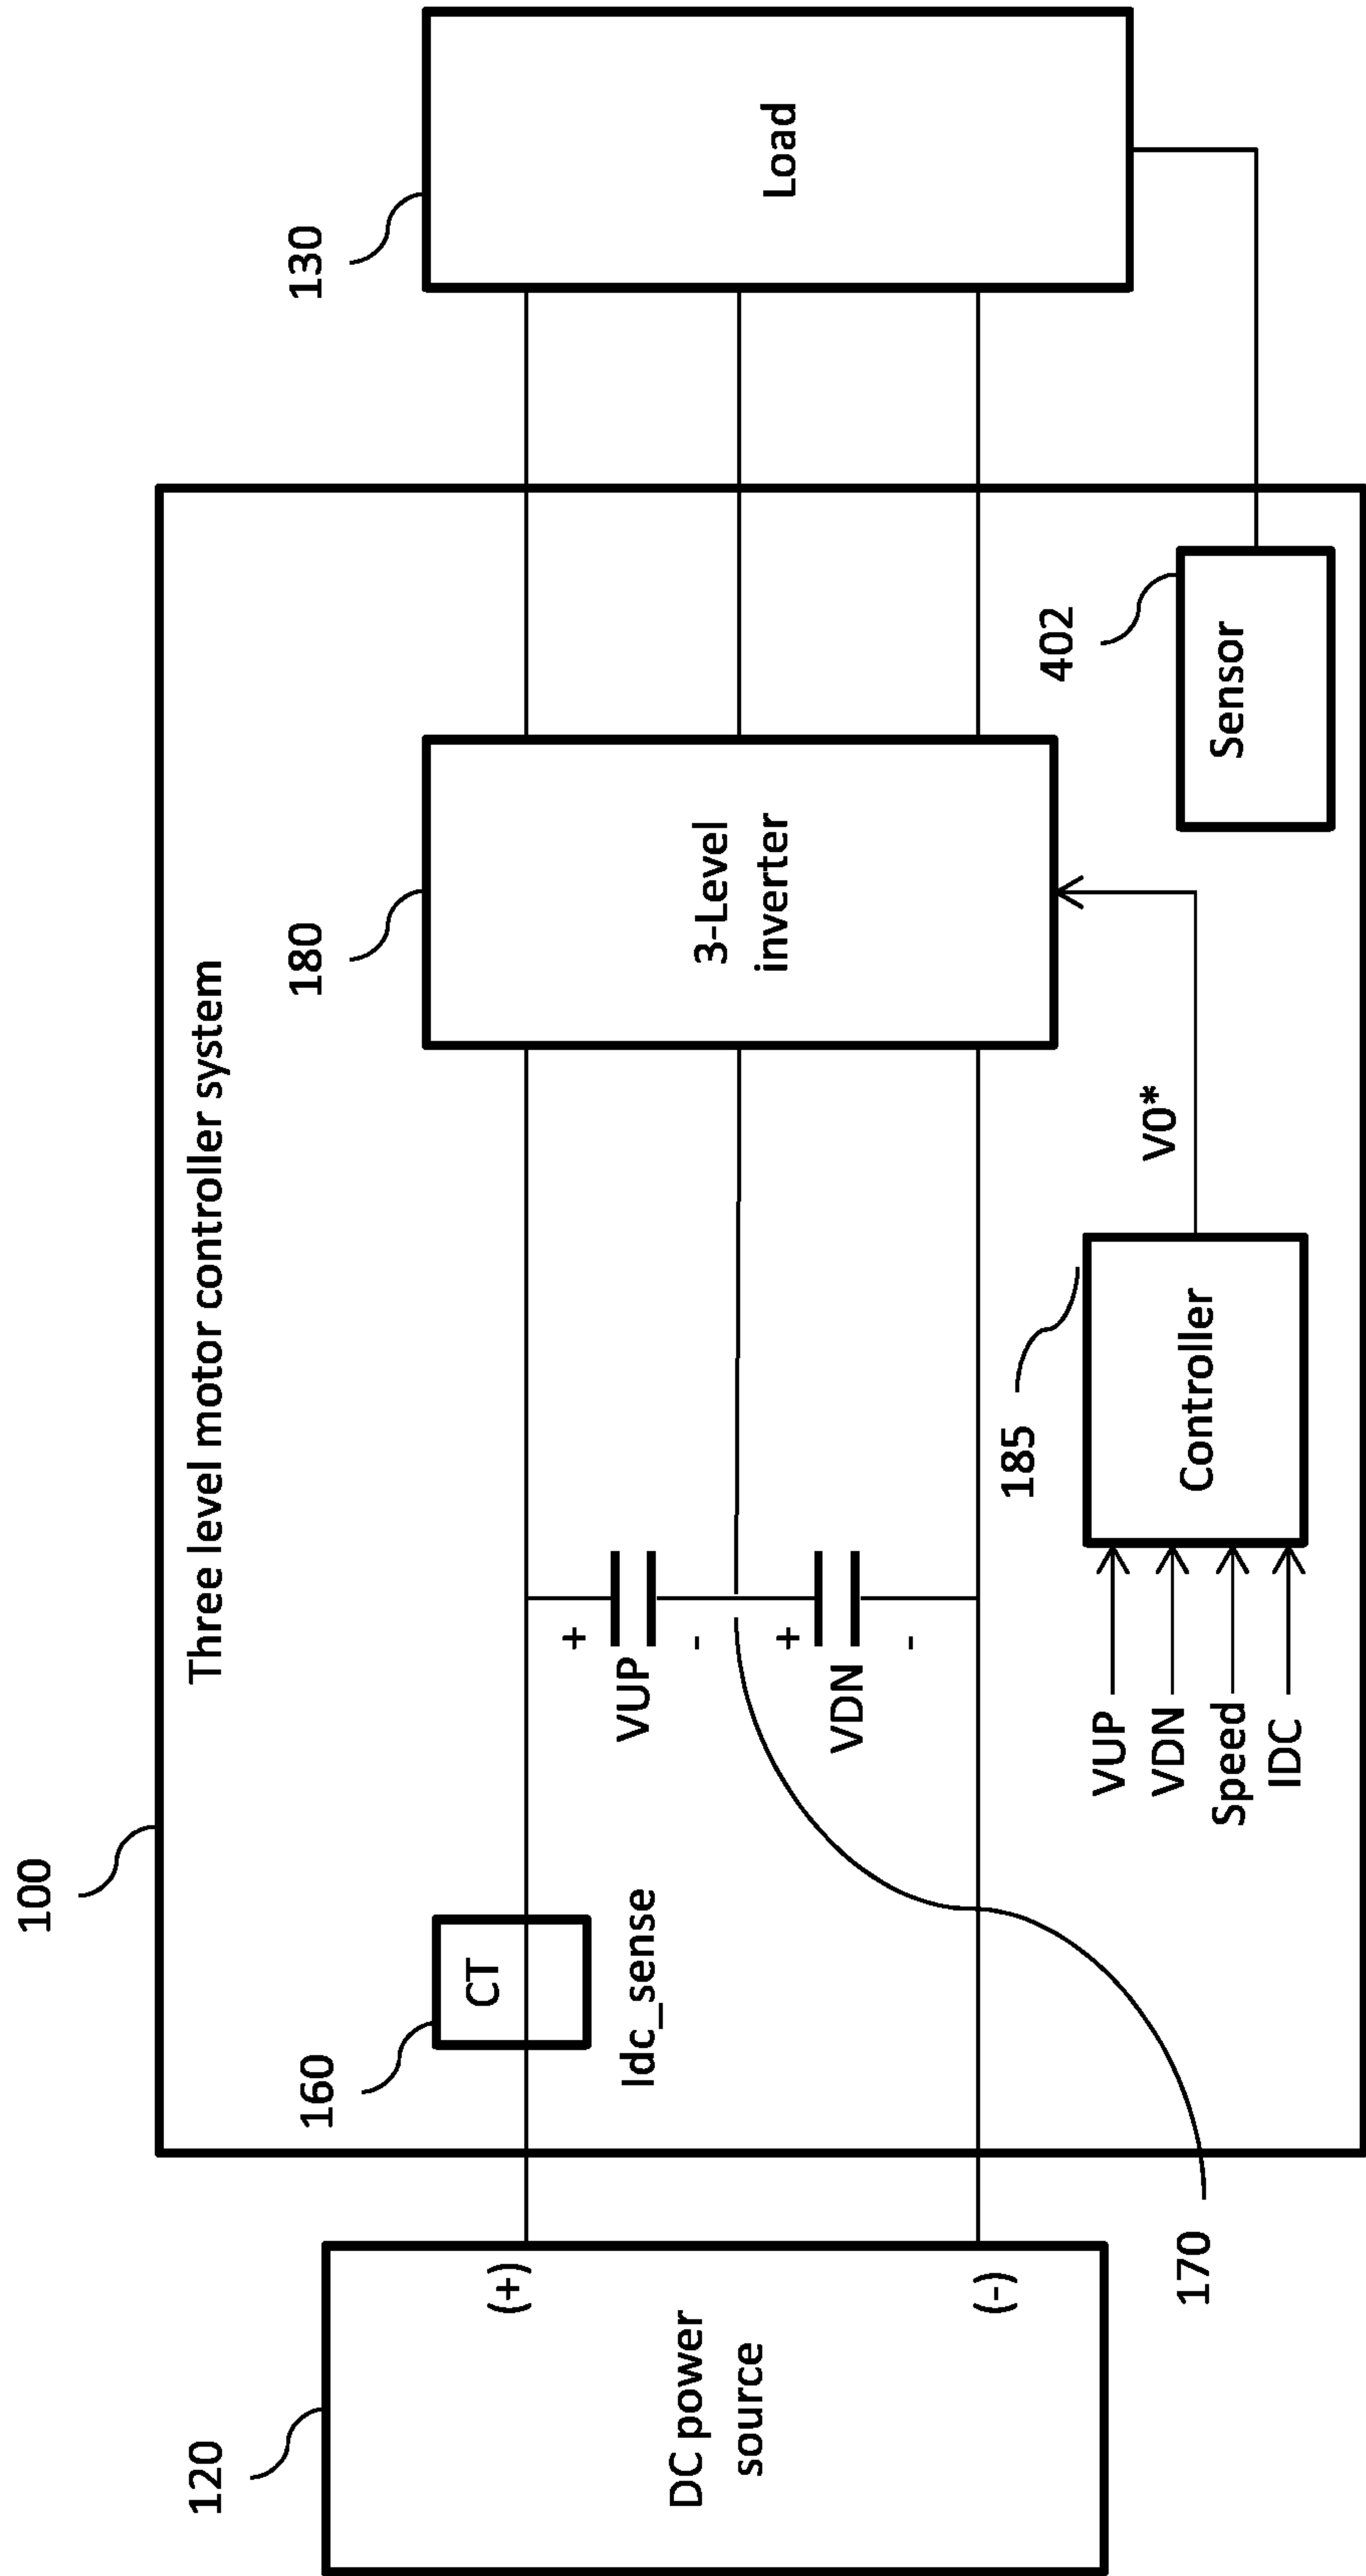 100
Three level motor controller system
120
DC power
source
(+)
(-)
160
CT
Idc_sense
+
VUP
-
+
VDN
-
170
180
3-Level
inverter
130
Load
VUP
VDN
Speed
IDC
185
Controller
V0*
402
Sensor